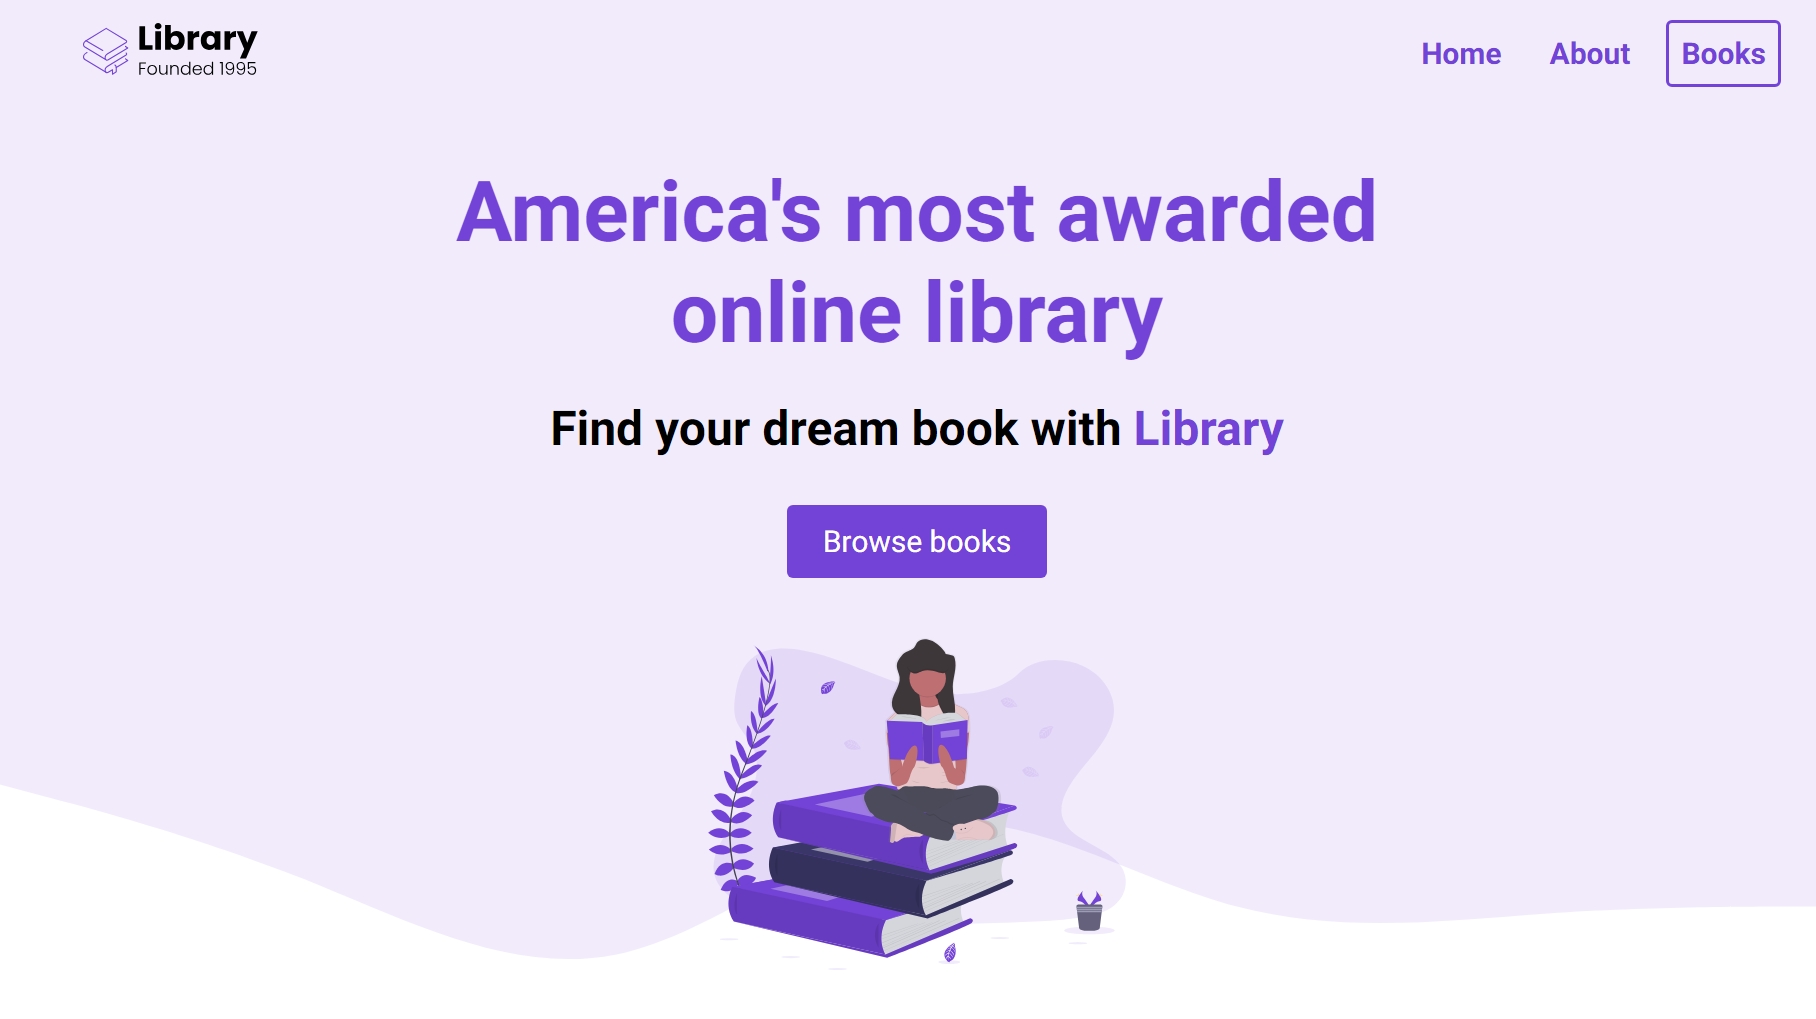 Library
Founded 1995
Home
About
Books
America's most awarded
online library
Find your dream book with Library
Browse books